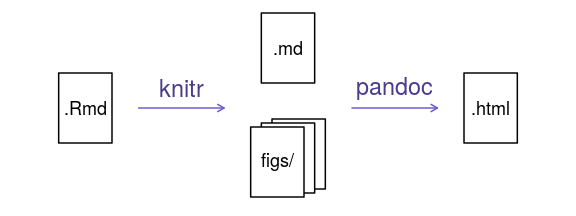 .Rmd
knitr
.md
figs/
pandoc
.html